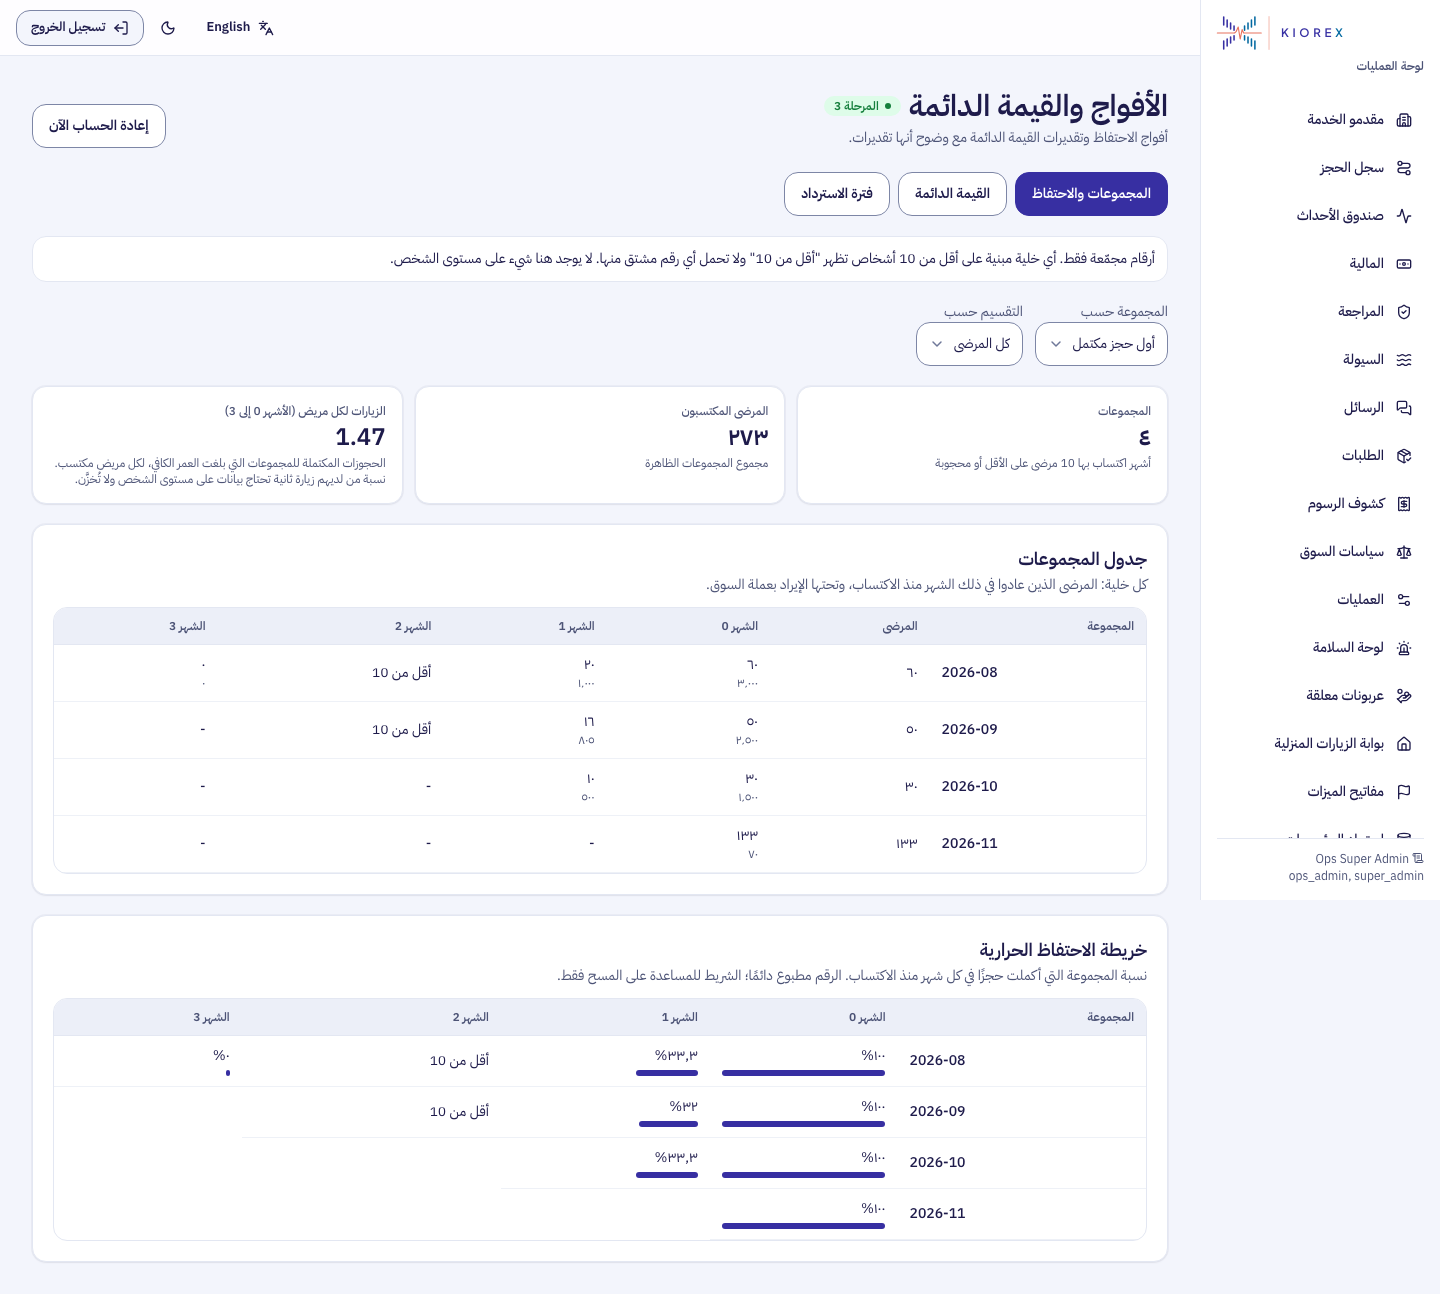 KIOREX
لوحة العمليات
مقدمو الخدمة
سجل الحجز
صندوق الأحداث
المالية
المراجعة
السيولة
الرسائل
الطلبات
كشوف الرسوم
سياسات السوق
العمليات
لوحة السلامة
عربونات معلقة
بوابة الزيارات المنزلية
مفاتيح الميزات
Ops Super Admin
ops_admin, super_admin
English
تسجيل الخروج
الأفواج والقيمة الدائمة
المرحلة 3
أفواج الاحتفاظ وتقديرات القيمة الدائمة مع وضوح أنها تقديرات.
إعادة الحساب الآن
المجموعات والاحتفاظ
القيمة الدائمة
فترة الاسترداد
أرقام مجمّعة فقط. أي خلية مبنية على أقل من 10 أشخاص تظهر "أقل من 10" ولا تحمل أي رقم مشتق منها. لا يوجد هنا شيء على مستوى الشخص.
المجموعة حسب
التقسيم حسب
أول حجز مكتمل
كل المرضى
المجموعات
٤
أشهر اكتساب بها 10 مرضى على الأقل أو محجوبة
المرضى المكتسبون
٢٧٣
مجموع المجموعات الظاهرة
الزيارات لكل مريض (الأشهر 0 إلى 3)
1.47
الحجوزات المكتملة للمجموعات التي بلغت العمر الكافي، لكل مريض مكتسب.
نسبة من لديهم زيارة ثانية تحتاج بيانات على مستوى الشخص ولا تُخزَّن.
جدول المجموعات
كل خلية: المرضى الذين عادوا في ذلك الشهر منذ الاكتساب، وتحتها الإيراد بعملة السوق.
المجموعة المرضى الشهر 0 الشهر 1 الشهر 2 الشهر 3
2026-08 ٦٠ ٦٠ ٢٠ أقل من 10 ٠
٣٬٠٠٠ ١٬٠٠٠ ٠
2026-09 ٥٠ ٥٠ ١٦ أقل من 10 -
٢٬٥٠٠ ٨٠٥
2026-10 ٣٠ ٣٠ ١٠ - -
١٬٥٠٠ ٥٠٠
2026-11 ١٣٣ ١٣٣ - - -
٧٠
خريطة الاحتفاظ الحرارية
نسبة المجموعة التي أكملت حجزًا في كل شهر منذ الاكتساب. الرقم مطبوع دائمًا؛ الشريط للمساعدة على المسح فقط.
المجموعة الشهر 0 الشهر 1 الشهر 2 الشهر 3
2026-08 ١٠٠% ٣٣٫٣% أقل من 10 ٠%
2026-09 ١٠٠% ٣٢% أقل من 10
2026-10 ١٠٠% ٣٣٫٣%
2026-11 ١٠٠%